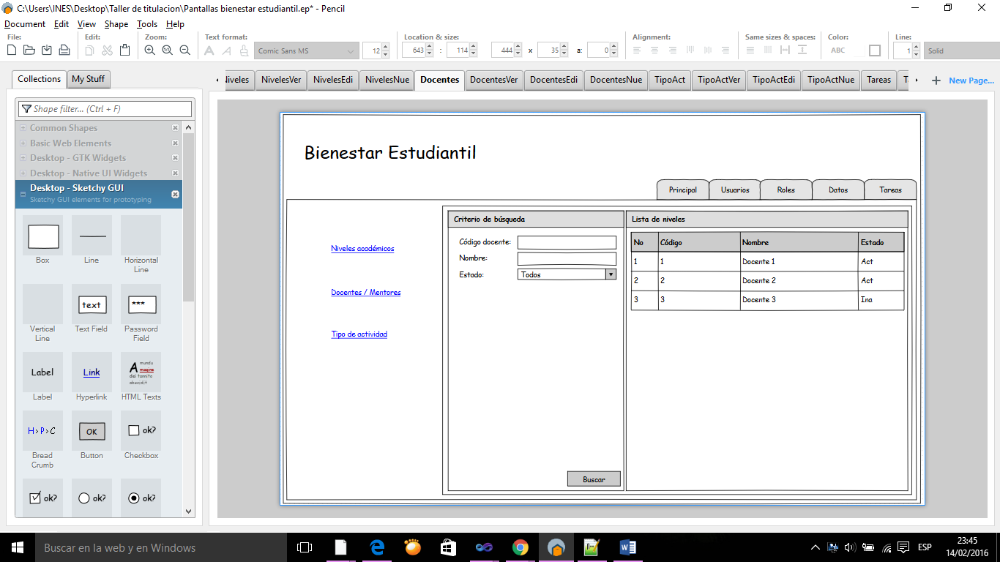 C:\Users\INES\Desktop\Taller de titulacion\Pantallas bienestar estudiantil.ep* - Pencil
Document Edit View Shape Tools Help
File: Edit: Zoom: Text format: Location & size: Alignment: Same sizes & spaces: Color: Line:
Comic Sans MS 12 643 : 114 444 x 35 a: 0 ABC 1 Solid
Collections My Stuff
Niveles NivelesVer NivelesEdi NivelesNue Docentes DocentesVer DocentesEdi DocentesNue TipoAct TipoActVer TipoActEdi TipoActNue Tareas New Page...
Shape filter... (Ctrl + F)
Common Shapes
Basic Web Elements
Desktop - GTK Widgets
Desktop - Native UI Widgets
Desktop - Sketchy GUI
Sketchy GUI elements for prototyping
Box Line Horizontal Line
text ***
Vertical Line Text Field Password Field
Label Link A mundu magine dei tannito abucidit
Label Hyperlink HTML Texts
H>P>C OK ok?
Bread Crumb Button Checkbox
ok? ok? ok?
Bienestar Estudiantil
Principal Usuarios Roles Datos Tareas
Niveles académicos
Docentes / Mentores
Tipo de actividad
Criterio de búsqueda
Código docente:
Nombre:
Estado: Todos
Buscar
Lista de niveles
No Código Nombre Estado
1 1 Docente 1 Act
2 2 Docente 2 Act
3 3 Docente 3 Ina
Buscar en la web y en Windows
ESP
23:45
14/02/2016